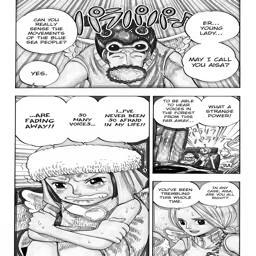 ER...
YOUNG
LADY...
MAY I CALL
YOU AISA?
CAN YOU
REALLY
SENSE THE
MOVEMENTS
OF THE BLUE
SEA PEOPLE?
YES.
WHAT A
STRANGE
POWER!
TO BE ABLE
TO HEAR
VOICES IN THIS
FOREST FROM
THIS FAR
AWAY...
IN ANY
CASE, AISA,
ARE YOU ALL
RIGHT?
YOU'VE BEEN
TREMBLING
THIS WHOLE
TIME.
I...I'VE
NEVER BEEN
SO AFRAID
IN MY LIFE!!
SO
MANY
VOICES...
...ARE
FADING
AWAY!!